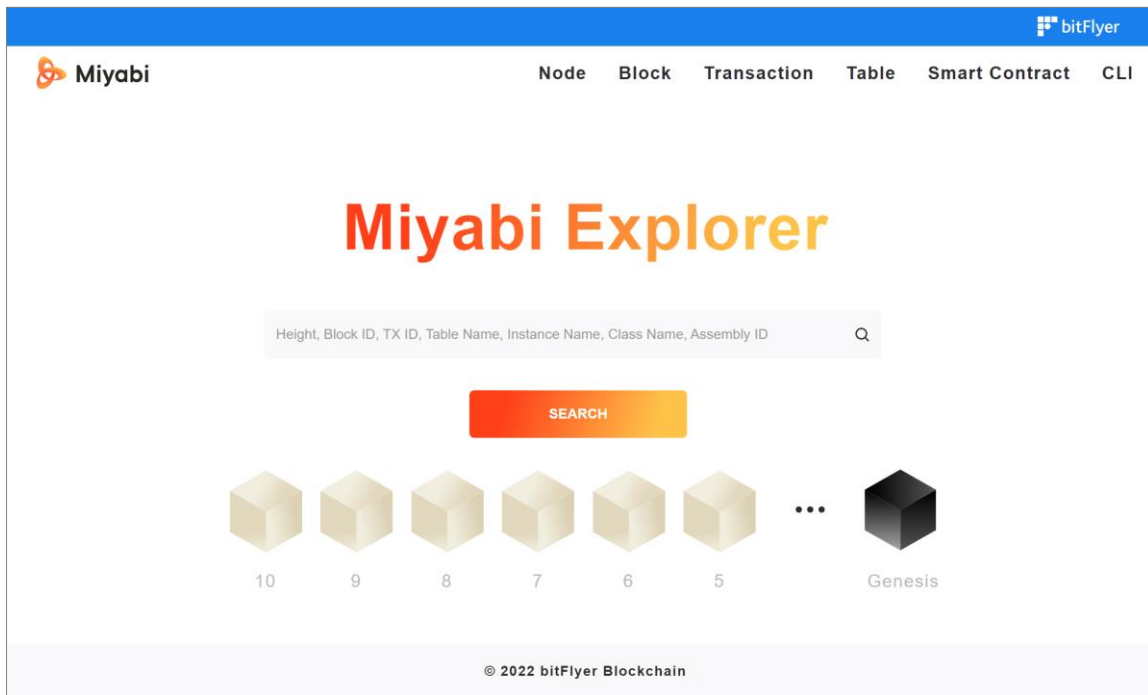 bitFlyer
Miyabi
Node Block Transaction Table Smart Contract CLI
Miyabi Explorer
Height, Block ID, TX ID, Table Name, Instance Name, Class Name, Assembly ID
SEARCH
•••
10 9 8 7 6 5 Genesis
© 2022 bitFlyer Blockchain